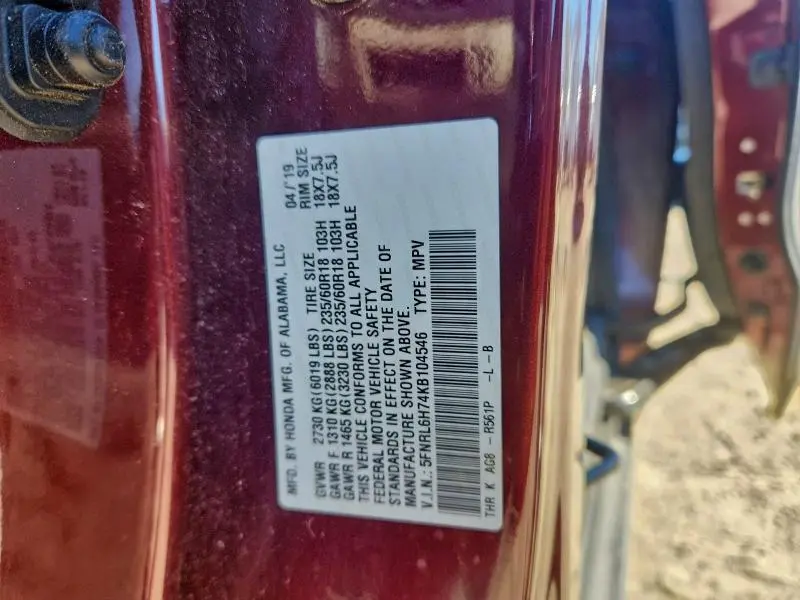 MFD. BY HONDA MFG. OF ALABAMA, LLC 04/'19
TIRE SIZE RIM SIZE
GVWR 2730 KG(6019 LBS)
GAWR F 1310 KG(2888 LBS)235/60R18 103H 18X7.5J
GAWR R 1465 KG(3230 LBS)235/60R18 103H 18X7.5J
THIS VEHICLE CONFORMS TO ALL APPLICABLE
FEDERAL MOTOR VEHICLE SAFETY
STANDARDS IN EFFECT ON THE DATE OF
MANUFACTURE SHOWN ABOVE.
V.I.N.: 5FNRL6H74KB104546 TYPE: MPV
THR K AG8 - R561P -L-B